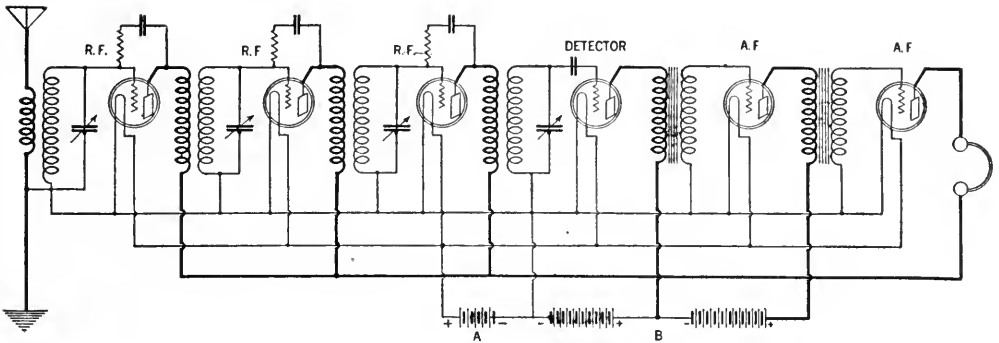 R.F.
R.F
R.F.
DETECTOR
A.F
A.F
+ A - - + B - +